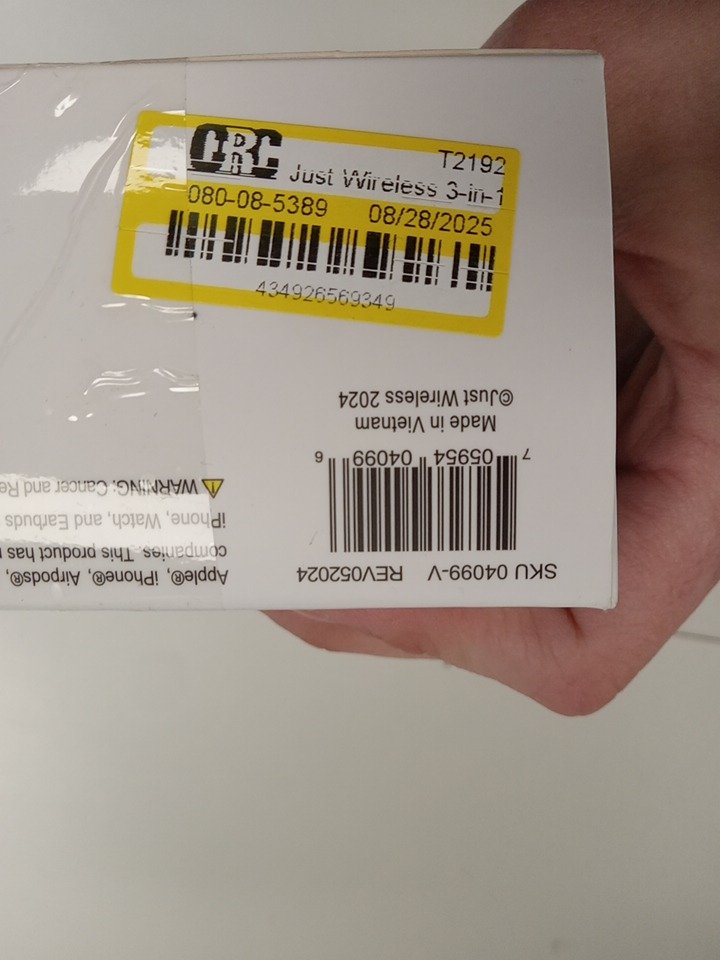 CRC
T2192
Just Wireless 3-in-1
080-08-5389 08/28/2025
434926569349
SKU 04099-V REV052024
7 05954 04099 6
Made in Vietnam
©Just Wireless 2024
Apple®, iPhone®, Airpods®,
companies. This product has
iPhone, Watch, and Earbuds
WARNING: Cancer and